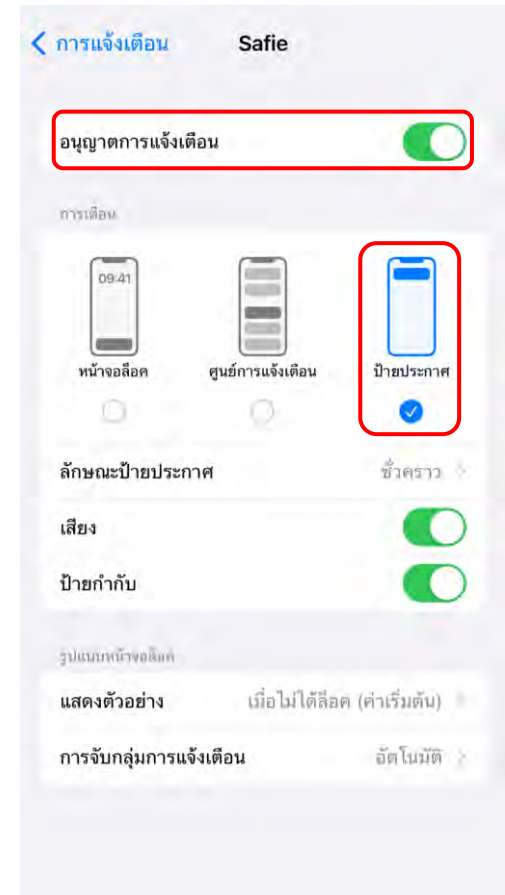 การแจ้งเตือน Safie
อนุญาตการแจ้งเตือน
การเตือน
09:41
หน้าจอล็อค ศูนย์การแจ้งเตือน ป้ายประกาศ
ลักษณะป้ายประกาศ ชั่วคราว
เสียง
ป้ายกำกับ
รูปแบบหน้าจอล็อค
แสดงตัวอย่าง เมื่อไม่ได้ล็อค (ค่าเริ่มต้น)
การจับกลุ่มการแจ้งเตือน อัตโนมัติ